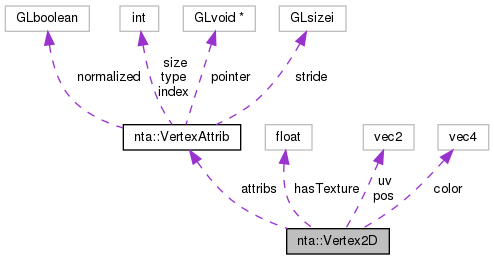 GLboolean
int
GLvoid *
GLsizei
normalized
size
type
index
pointer
stride
nta::VertexAttrib
float
vec2
vec4
attribs
hasTexture
uv
pos
color
nta::Vertex2D